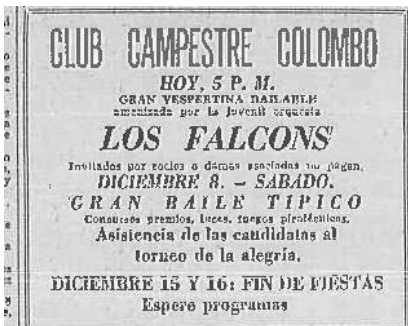 CLUB CAMPESTRE COLOMBO
HOY, 5 P. M.
GRAN VESPERTINA BAILABLE
amenizada por la juvenil orquesta
LOS FALCONS'
Invitados por socios o damas asociadas no pagan.
DICIEMBRE 8. — SABADO.
GRAN BAILE TIPICO
Concursos premios, luces, fuegos pirotécnicos.
Asistencia de las candidatas al
torneo de la alegría.
DICIEMBRE 15 Y 16: FIN DE FIESTAS
Espere programas